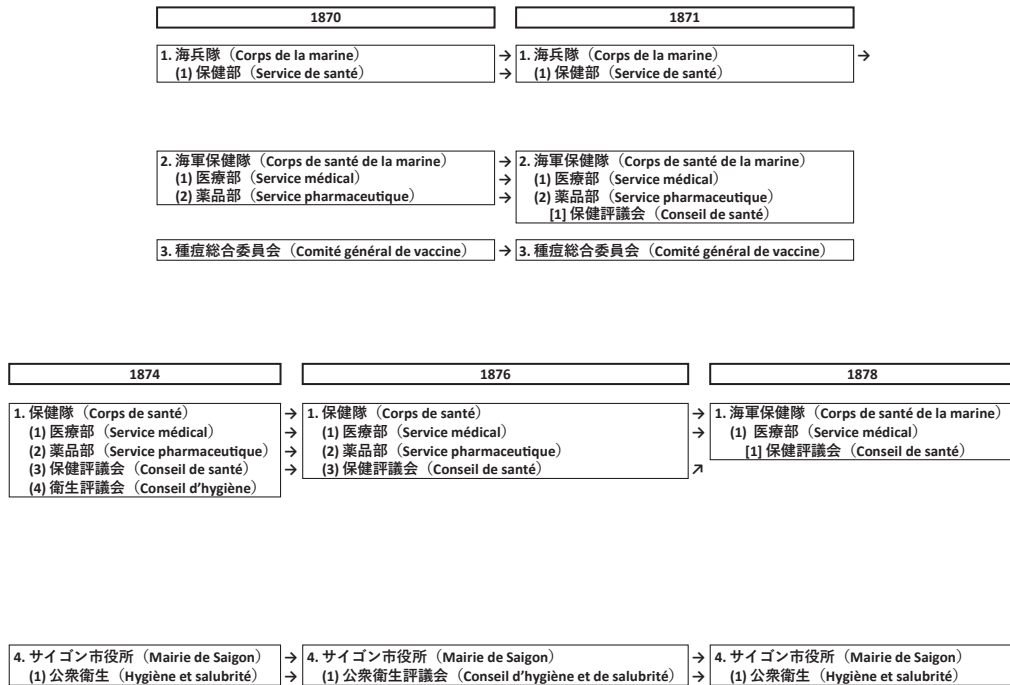 1870
1871
1. 海兵隊（Corps de la marine）
(1) 保健部（Service de santé）
→
→
1. 海兵隊（Corps de la marine）
(1) 保健部（Service de santé）
→
2. 海軍保健隊（Corps de santé de la marine）
(1) 医療部（Service médical）
(2) 薬品部（Service pharmaceutique）
→
→
→
2. 海軍保健隊（Corps de santé de la marine）
(1) 医療部（Service médical）
(2) 薬品部（Service pharmaceutique）
[1] 保健評議会（Conseil de santé）
3. 種痘総合委員会（Comité général de vaccine）
→
3. 種痘総合委員会（Comité général de vaccine）
1874
1876
1878
1. 保健隊（Corps de santé）
(1) 医療部（Service médical）
(2) 薬品部（Service pharmaceutique）
(3) 保健評議会（Conseil de santé）
(4) 衛生評議会（Conseil d’hygiène）
→
→
→
→
1. 保健隊（Corps de santé）
(1) 医療部（Service médical）
(2) 薬品部（Service pharmaceutique）
(3) 保健評議会（Conseil de santé）
→
→
↗
1. 海軍保健隊（Corps de santé de la marine）
(1) 医療部（Service médical）
[1] 保健評議会（Conseil de santé）
4. サイゴン市役所（Mairie de Saigon）
(1) 公衆衛生（Hygiène et salubrité）
→
→
4. サイゴン市役所（Mairie de Saigon）
(1) 公衆衛生評議会（Conseil d’hygiène et de salubrité）
→
→
4. サイゴン市役所（Mairie de Saigon）
(1) 公衆衛生（Hygiène et salubrité）